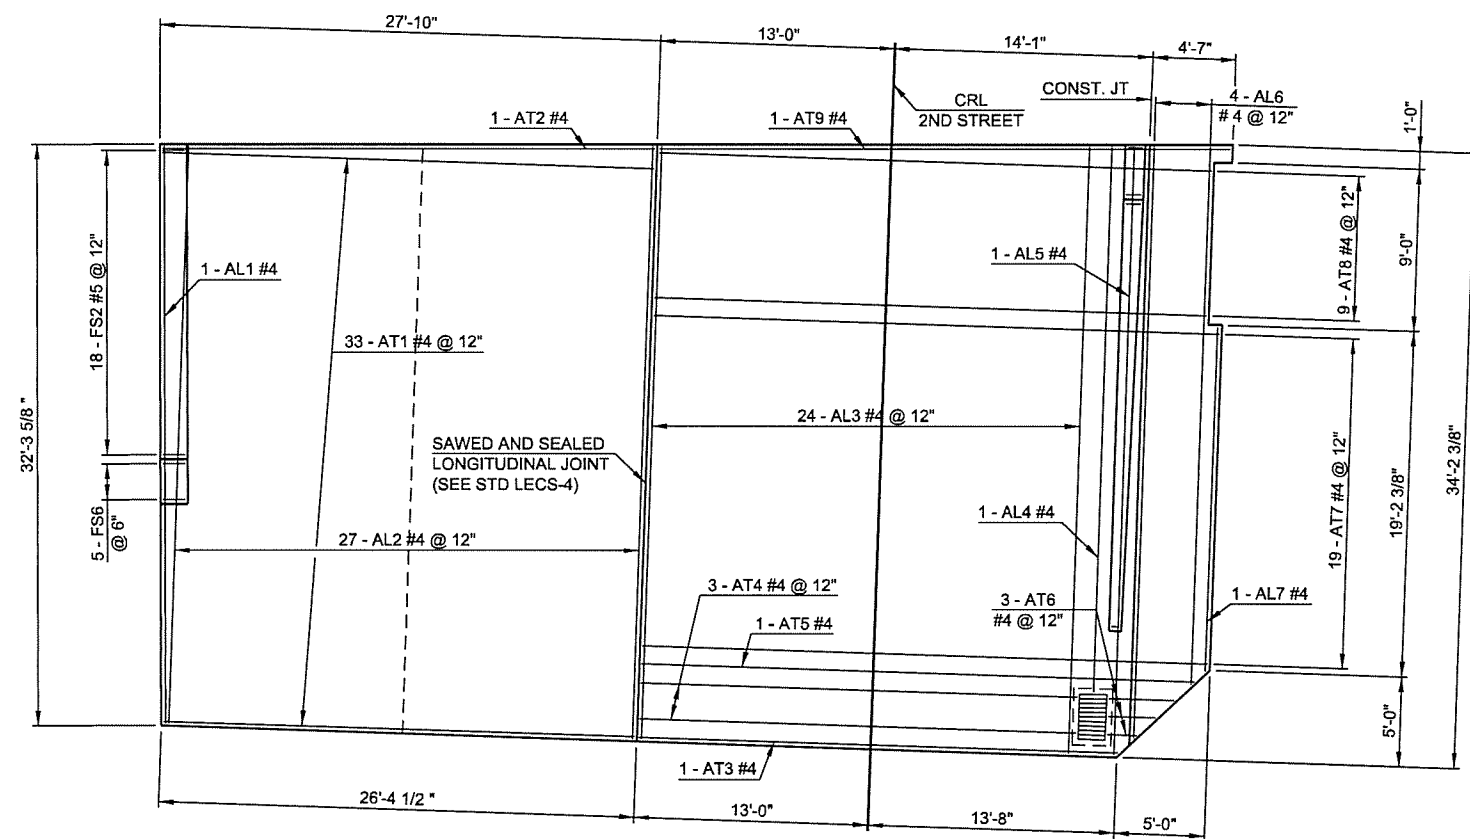 27'-10"
13'-0"
14'-1"
4'-7"
CONST. JT
CRL
2ND STREET
4 - AL6
# 4 @ 12"
1'-0"
1 - AT2 #4
1 - AT9 #4
18 - FS2 #5 @ 12"
1 - AL1 #4
1 - AL5 #4
9 - AT8 #4 @ 12"
9'-0"
33 - AT1 #4 @ 12"
32'-3 5/8 "
24 - AL3 #4 @ 12"
SAWED AND SEALED
LONGITUDINAL JOINT
(SEE STD LECS-4)
19 - AT7 #4 @ 12"
19'-2 3/8"
34'-2 3/8"
5 - FS6
@ 6"
27 - AL2 #4 @ 12"
1 - AL4 #4
3 - AT4 #4 @ 12"
3 - AT6
#4 @ 12"
1 - AL7 #4
1 - AT5 #4
5'-0"
1 - AT3 #4
26'-4 1/2 "
13'-0"
13'-8"
5'-0"